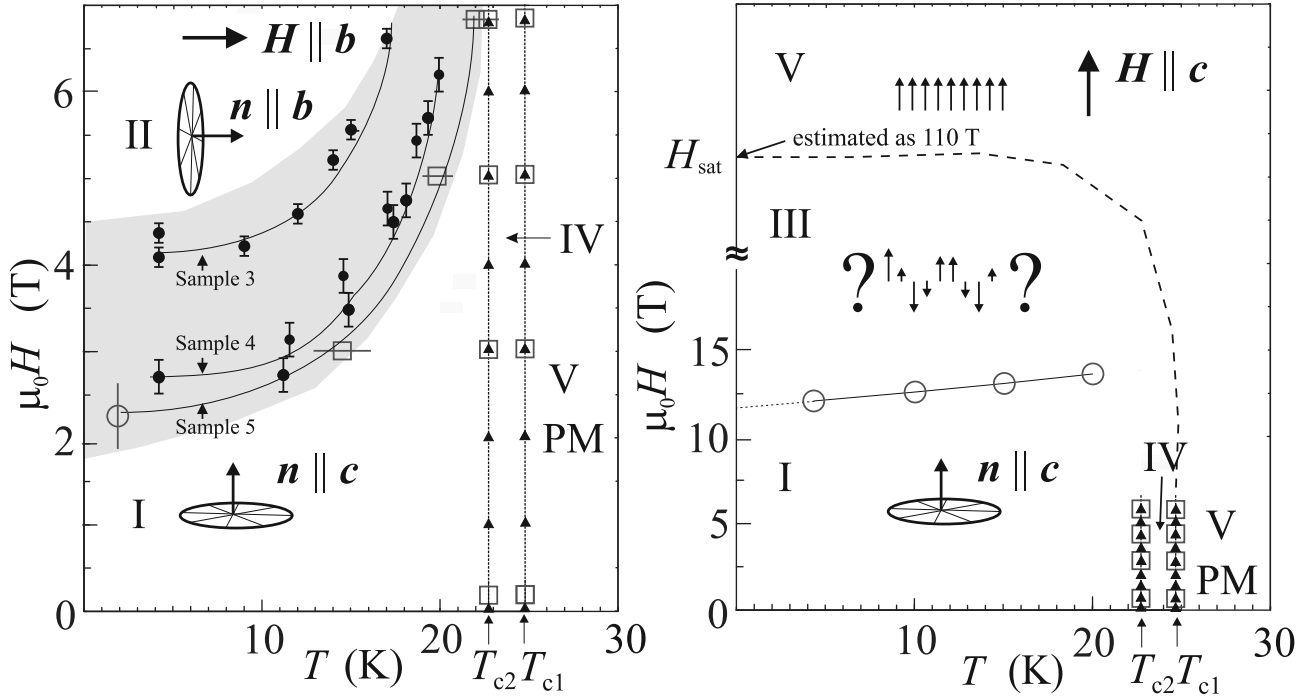 H || b
n || b
II
Sample 3
Sample 4
Sample 5
IV
V
PM
I
n || c
μ0H (T)
6
4
2
0
10
20
30
T (K)
Tc2 Tc1
V
H || c
estimated as 110 T
Hsat
III
≈
? ?
μ0H (T)
15
10
5
0
I
n || c
IV
V
PM
10
20
30
T (K)
Tc2 Tc1